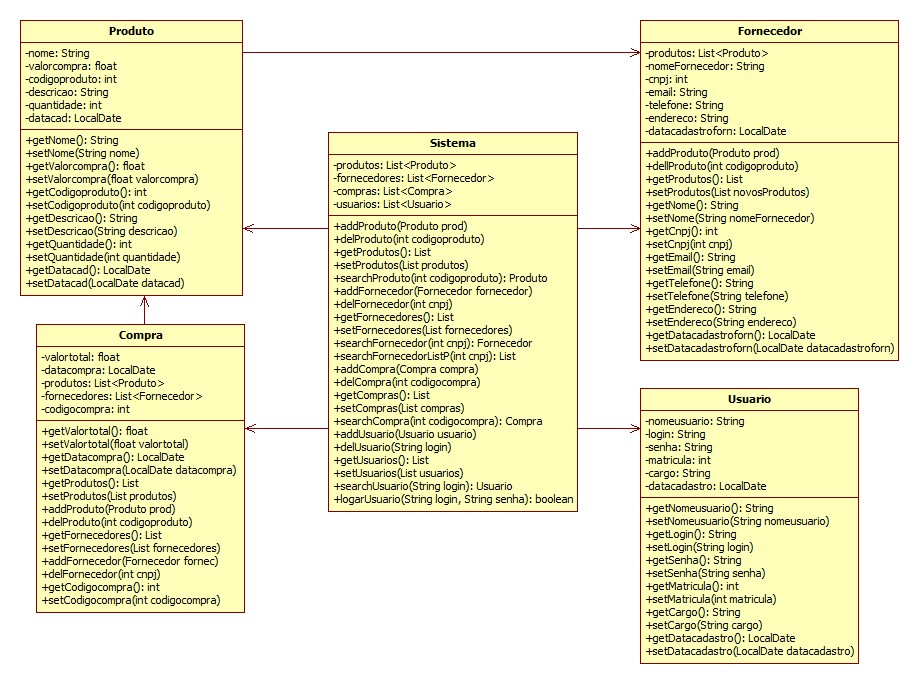 Produto
-nome: String
-valorcompra: float
-codigoproduto: int
-descricao: String
-quantidade: int
-datacad: LocalDate
+getNome(): String
+setNome(String nome)
+getValorcompra(): float
+setValorcompra(float valorcompra)
+getCodigoproduto(): int
+setCodigoproduto(int codigoproduto)
+getDescricao(): String
+setDescricao(String descricao)
+getQuantidade(): int
+setQuantidade(int quantidade)
+getDatacad(): LocalDate
+setDatacad(LocalDate datacad)
Compra
-valortotal: float
-datacompra: LocalDate
-produtos: List<Produto>
-fornecedores: List<Fornecedor>
-codigocompra: int
+getValortotal(): float
+setValortotal(float valortotal)
+getDatacompra(): LocalDate
+setDatacompra(LocalDate datacompra)
+getProdutos(): List
+setProdutos(List produtos)
+addProduto(Produto prod)
+delProduto(int codigoproduto)
+getFornecedores(): List
+setFornecedores(List fornecedores)
+addFornecedor(Fornecedor fornec)
+delFornecedor(int cnpj)
+getCodigocompra(): int
+setCodigocompra(int codigocompra)
Sistema
-produtos: List<Produto>
-fornecedores: List<Fornecedor>
-compras: List<Compra>
-usuarios: List<Usuario>
+addProduto(Produto prod)
+delProduto(int codigoproduto)
+getProdutos(): List
+setProdutos(List produtos)
+searchProduto(int codigoproduto): Produto
+addFornecedor(Fornecedor fornecedor)
+delFornecedor(int cnpj)
+getFornecedores(): List
+setFornecedores(List fornecedores)
+searchFornecedor(int cnpj): Fornecedor
+searchFornecedorListP(int cnpj): List
+addCompra(Compra compra)
+delCompra(int codigocompra)
+getCompras(): List
+setCompras(List compras)
+searchCompra(int codigocompra): Compra
+addUsuario(Usuario usuario)
+delUsuario(String login)
+getUsuarios(): List
+setUsuarios(List usuarios)
+searchUsuario(String login): Usuario
+logarUsuario(String login, String senha): boolean
Fornecedor
-produtos: List<Produto>
-nomeFornecedor: String
-cnpj: int
-email: String
-telefone: String
-endereco: String
-datacadastroforn: LocalDate
+addProduto(Produto prod)
+dellProduto(int codigoproduto)
+getProdutos(): List
+setProdutos(List novosProdutos)
+getNome(): String
+setNome(String nomeFornecedor)
+getCnpj(): int
+setCnpj(int cnpj)
+getEmail(): String
+setEmail(String email)
+getTelefone(): String
+setTelefone(String telefone)
+getEndereco(): String
+setEndereco(String endereco)
+getDatacadastroforn(): LocalDate
+setDatacadastroforn(LocalDate datacadastroforn)
Usuario
-nomeusuario: String
-login: String
-senha: String
-matricula: int
-cargo: String
-datacadastro: LocalDate
+getNomeusuario(): String
+setNomeusuario(String nomeusuario)
+getLogin(): String
+setLogin(String login)
+getSenha(): String
+setSenha(String senha)
+getMatricula(): int
+setMatricula(int matricula)
+getCargo(): String
+setCargo(String cargo)
+getDatacadastro(): LocalDate
+setDatacadastro(LocalDate datacadastro)